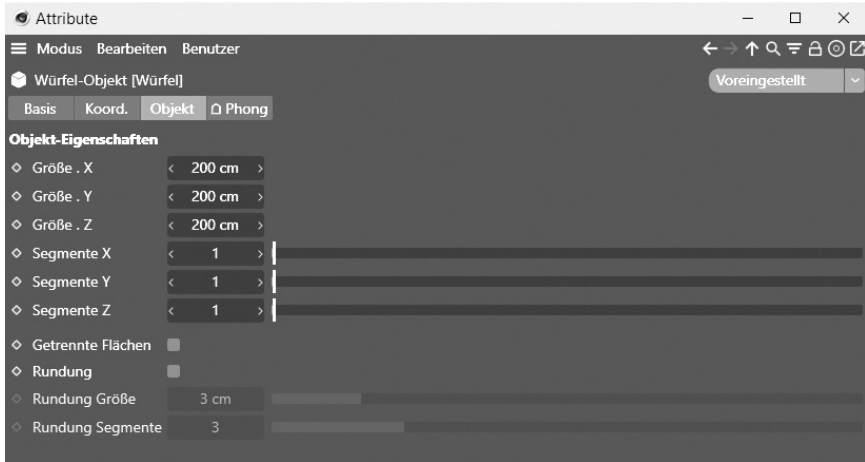 Attribute
Modus Bearbeiten Benutzer
Würfel-Objekt [Würfel] Voreingestellt
Basis Koord. Objekt Phong
Objekt-Eigenschaften
Größe . X 200 cm
Größe . Y 200 cm
Größe . Z 200 cm
Segmente X 1
Segmente Y 1
Segmente Z 1
Getrennte Flächen
Rundung
Rundung Größe 3 cm
Rundung Segmente 3